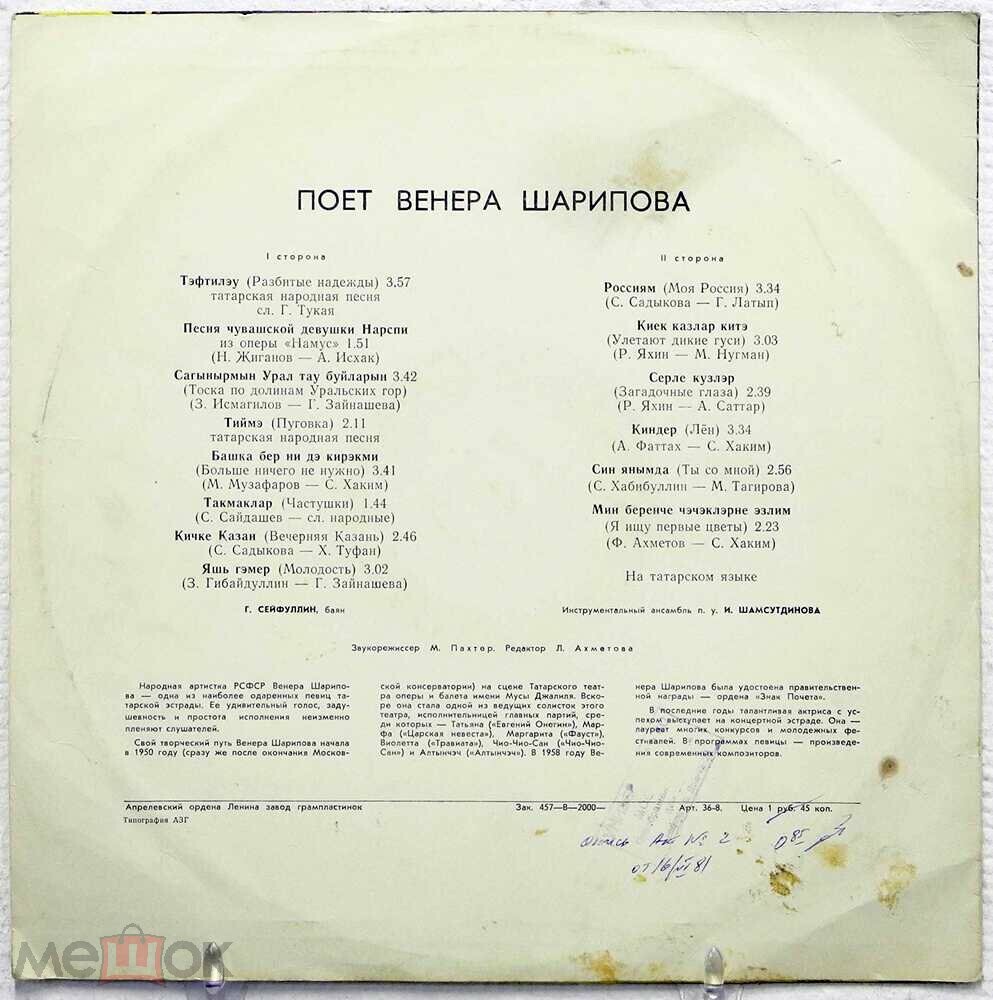 ПОЕТ ВЕНЕРА ШАРИПОВА
I сторона
Тэфтилэу (Разбитые надежды) 3.57
татарская народная песня
сл. Г. Тукая
Песня чувашской девушки Нарспи
из оперы «Намус» 1.51
(Н. Жиганов — А. Исхак)
Сагынырмын Урал тау буйларын 3.42
(Тоска по долинам Уральских гор)
(З. Исмагилов — Г. Зайнашева)
Тиймэ (Пуговка) 2.11
татарская народная песня
Башка бер ни дэ кирэкми
(Больше ничего не нужно) 3.41
(М. Музафаров — С. Хаким)
Такмаклар (Частушки) 1.44
(С. Сайдашев — сл. народные)
Кичке Казан (Вечерняя Казань) 2.46
(С. Садыкова — Х. Туфан)
Яшь гэмер (Молодость) 3.02
(З. Гибайдуллин — Г. Зайнашева)
Г. СЕЙФУЛЛИН, баян
II сторона
Россиям (Моя Россия) 3.34
(С. Садыкова — Г. Латып)
Киек казлар китэ
(Улетают дикие гуси) 3.03
(Р. Яхин — М. Нугман)
Серле кузлэр
(Загадочные глаза) 2.39
(Р. Яхин — А. Саттар)
Киндер (Лён) 3.34
(А. Фаттах — С. Хаким)
Син янымда (Ты со мной) 2.56
(С. Хабибуллин — М. Тагирова)
Мин беренче чэчэклэрне эзлим
(Я ищу первые цветы) 2.23
(Ф. Ахметов — С. Хаким)
На татарском языке
Инструментальный ансамбль п. у. И. ШАМСУТДИНОВА
Звукорежиссер М. Пахтер. Редактор Л. Ахметова
Народная артистка РСФСР Венера Шарипо-
ва — одна из наиболее одаренных певиц та-
тарской эстрады. Ее удивительный голос, заду-
шевность и простота исполнения неизменно
пленяют слушателей.
Свой творческий путь Венера Шарипова начала
в 1950 году (сразу же после окончания Москов-
ской консерватории) на сцене Татарского теат-
ра оперы и балета имени Мусы Джалиля. Вско-
ре она стала одной из ведущих солисток этого
театра, исполнительницей главных партий, сре-
ди которых — Татьяна («Евгений Онегин»), Мар-
фа («Царская невеста»), Маргарита («Фауст»),
Виолетта («Травиата»), Чио-Чио-Сан («Чио-Чио-
Сан») и Алтынчэч («Алтынчэч»). В 1958 году Ве-
нера Шарипова была удостоена правительствен-
ной награды — ордена «Знак Почета».
В последние годы талантливая актриса с ус-
пехом выступает на концертной эстраде. Она —
лауреат многих конкурсов и молодежных фе-
стивалей. В программах певицы — произведе-
ния современных композиторов.
Апрелевский ордена Ленина завод грампластинок
Зак. 457—В—2000—
Арт. 36-8. Цена 1 руб. 45 коп.
Типография АЗГ
Акт № 2
0 85
от 16/VI 81
мешок